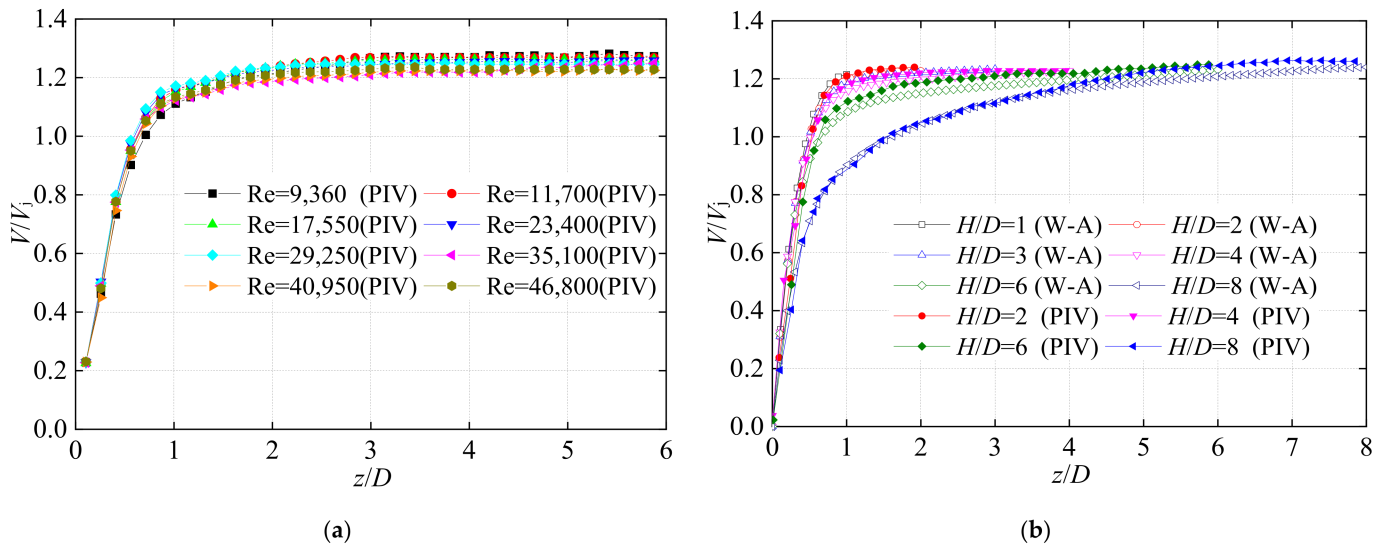 1.4
1.2
1.0
0.8
0.6
0.4
0.2
0.0
V/Vj
0 1 2 3 4 5 6
z/D
Re=9,360 (PIV) Re=11,700(PIV)
Re=17,550(PIV) Re=23,400(PIV)
Re=29,250(PIV) Re=35,100(PIV)
Re=40,950(PIV) Re=46,800(PIV)
(a)
1.4
1.2
1.0
0.8
0.6
0.4
0.2
0.0
V/Vj
0 1 2 3 4 5 6 7 8
z/D
H/D=1 (W-A) H/D=2 (W-A)
H/D=3 (W-A) H/D=4 (W-A)
H/D=6 (W-A) H/D=8 (W-A)
H/D=2 (PIV) H/D=4 (PIV)
H/D=6 (PIV) H/D=8 (PIV)
(b)